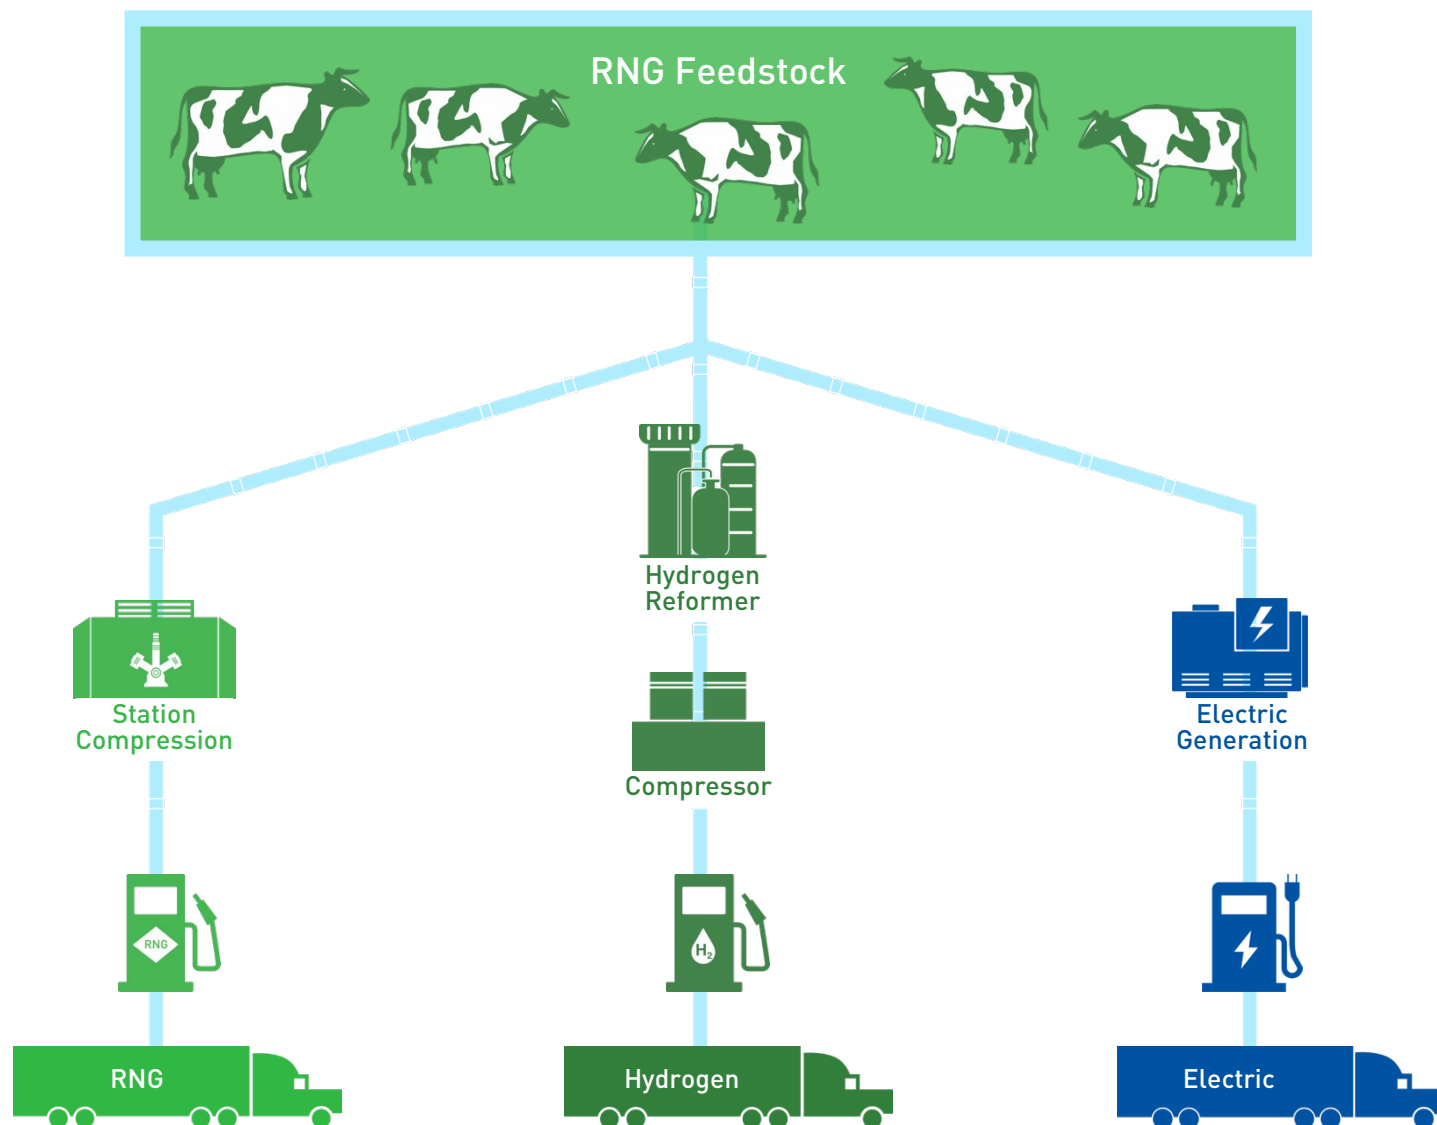 RNG Feedstock
Hydrogen
Reformer
Station
Compression
Electric
Generation
Compressor
RNG
H₂
RNG
Hydrogen
Electric